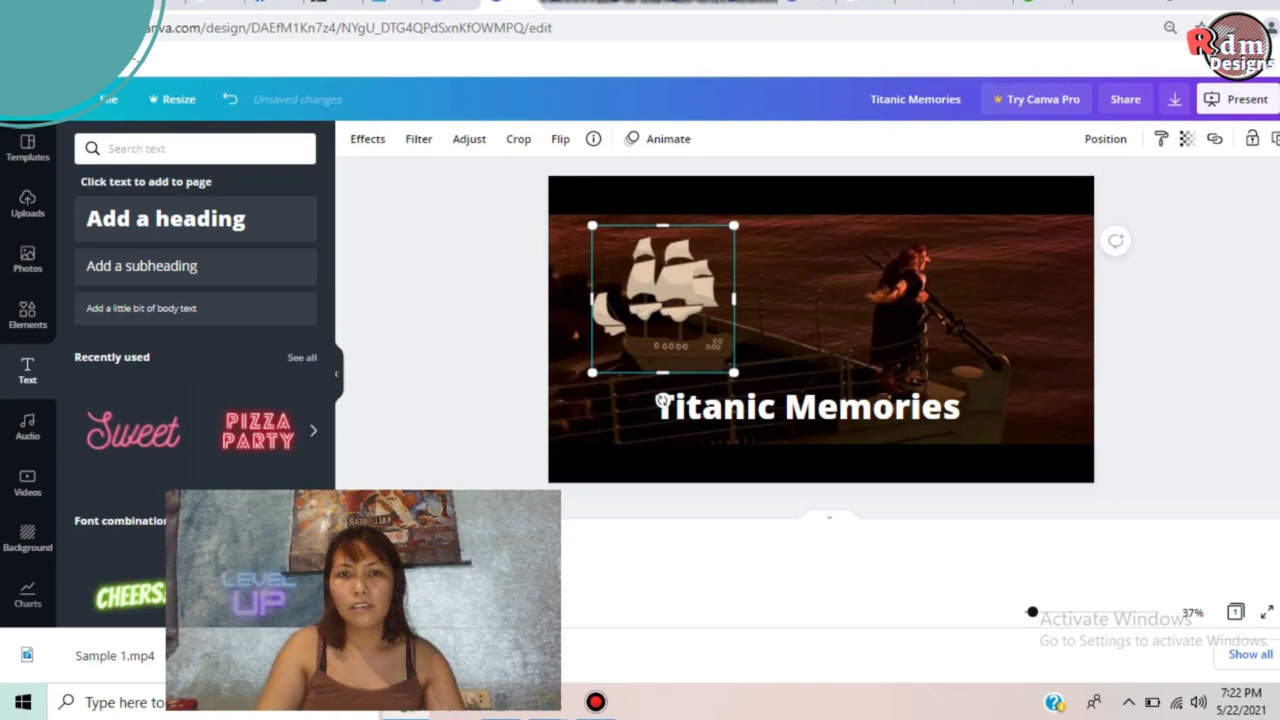 nva.com/design/DAEfM1Kn7z4/NYgU_DTG4QPdSxnKfOWMPQ/edit
Rdm
Designs
File
Resize
Unsaved changes
Titanic Memories
Try Canva Pro
Share
Present
Templates
Uploads
Photos
Elements
Text
Audio
Videos
Background
Charts
Search text
Click text to add to page
Add a heading
Add a subheading
Add a little bit of body text
Recently used
See all
Sweet
PIZZA
PARTY
Font combination
CHEERS!
LEVEL
UP
Effects
Filter
Adjust
Crop
Flip
Animate
Position
Titanic Memories
37%
1
Activate Windows
Go to Settings to activate Windows.
Sample 1.mp4
Show all
Type here to
7:22 PM
5/22/2021